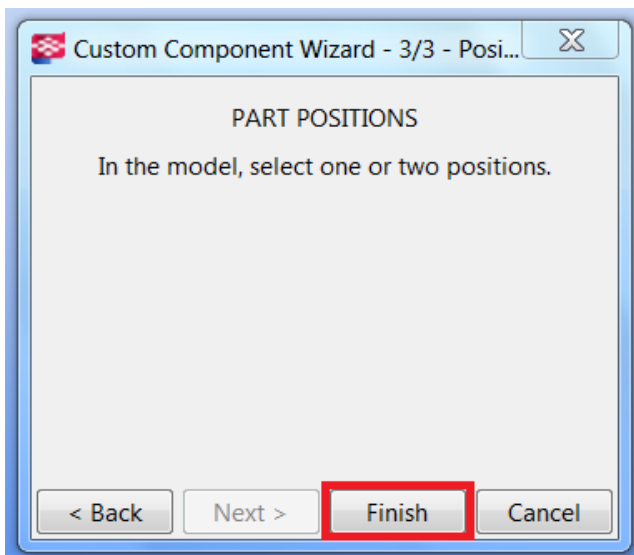 Custom Component Wizard - 3/3 - Posi...
PART POSITIONS
In the model, select one or two positions.
< Back Next > Finish Cancel